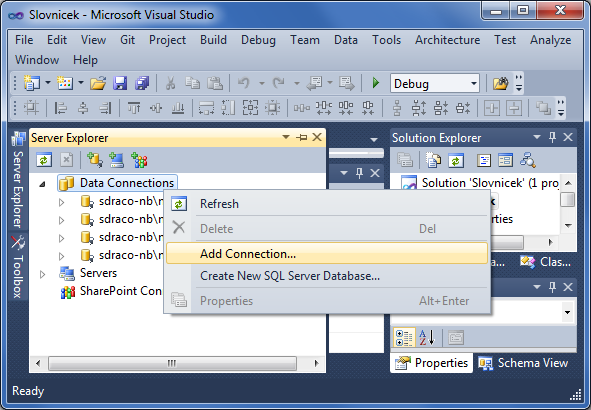 Slovnicek - Microsoft Visual Studio
File Edit View Git Project Build Debug Team Data Tools Architecture Test Analyze
Window Help
Debug
Server Explorer
Toolbox
Server Explorer
Data Connections
sdraco-nb\n
sdraco-nb\n
sdraco-nb\n
sdraco-nb\n
Servers
SharePoint Con
Refresh
Delete Del
Add Connection...
Create New SQL Server Database...
Properties Alt+Enter
Solution Explorer
Solution 'Slovnicek' (1 proj
k
perties
a...
Clas...
Properties
Schema View
Ready